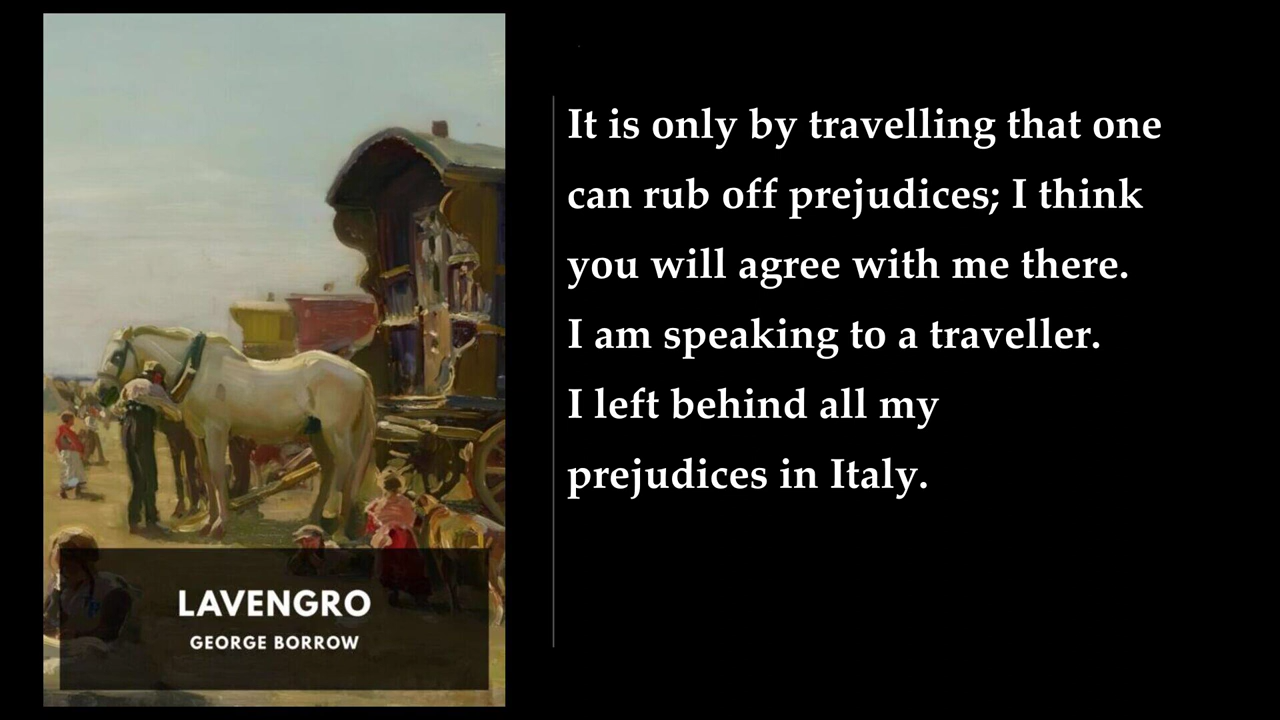 LAVENGRO
GEORGE BORROW
It is only by travelling that one
can rub off prejudices; I think
you will agree with me there.
I am speaking to a traveller.
I left behind all my
prejudices in Italy.